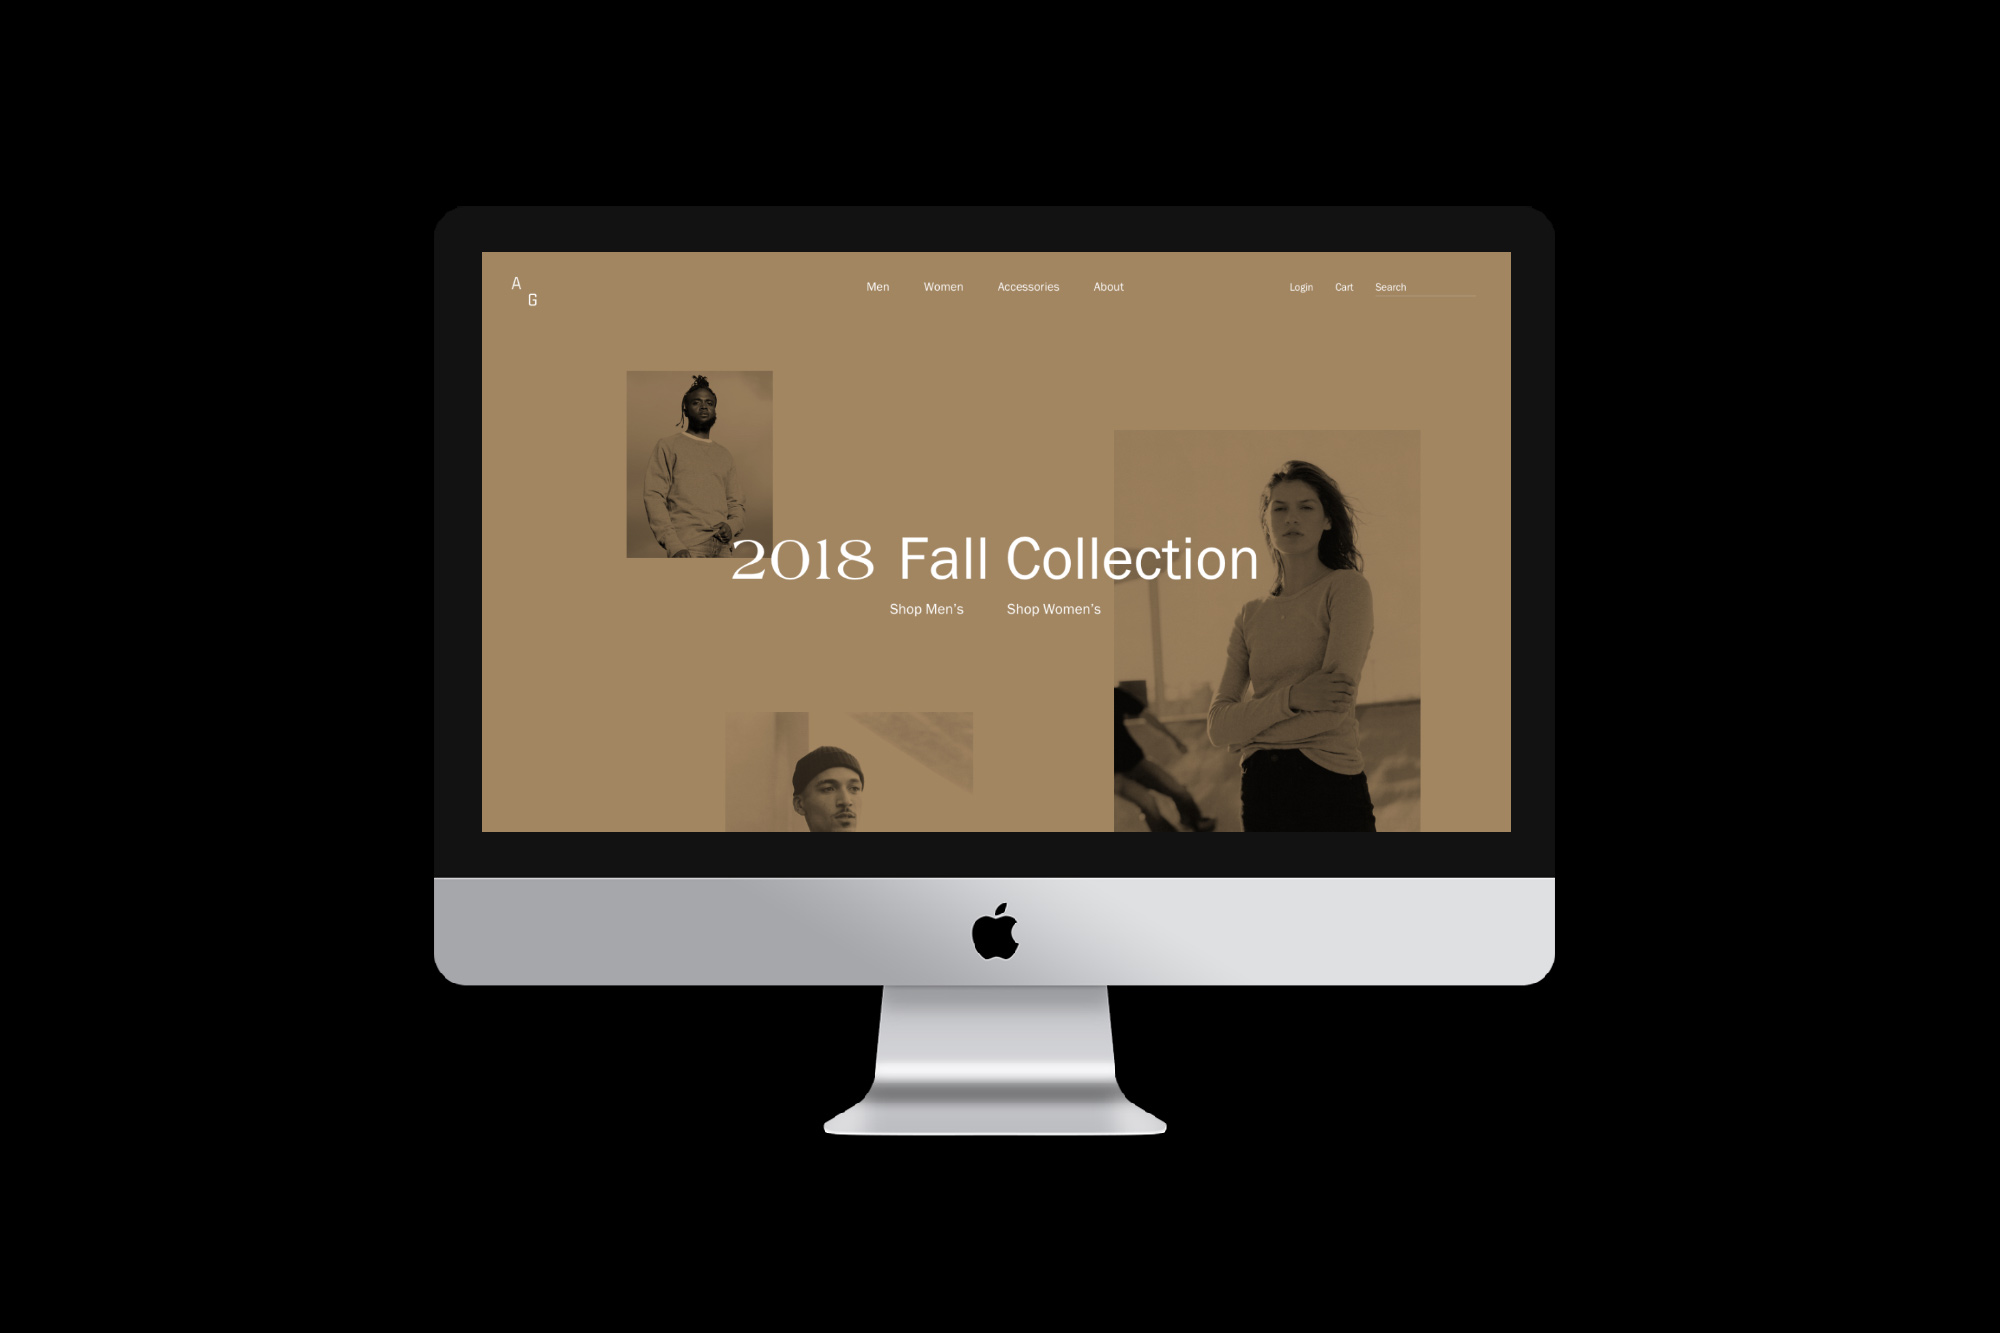 A
G
Men Women Accessories About
Login Cart Search
2018 Fall Collection
Shop Men's Shop Women's